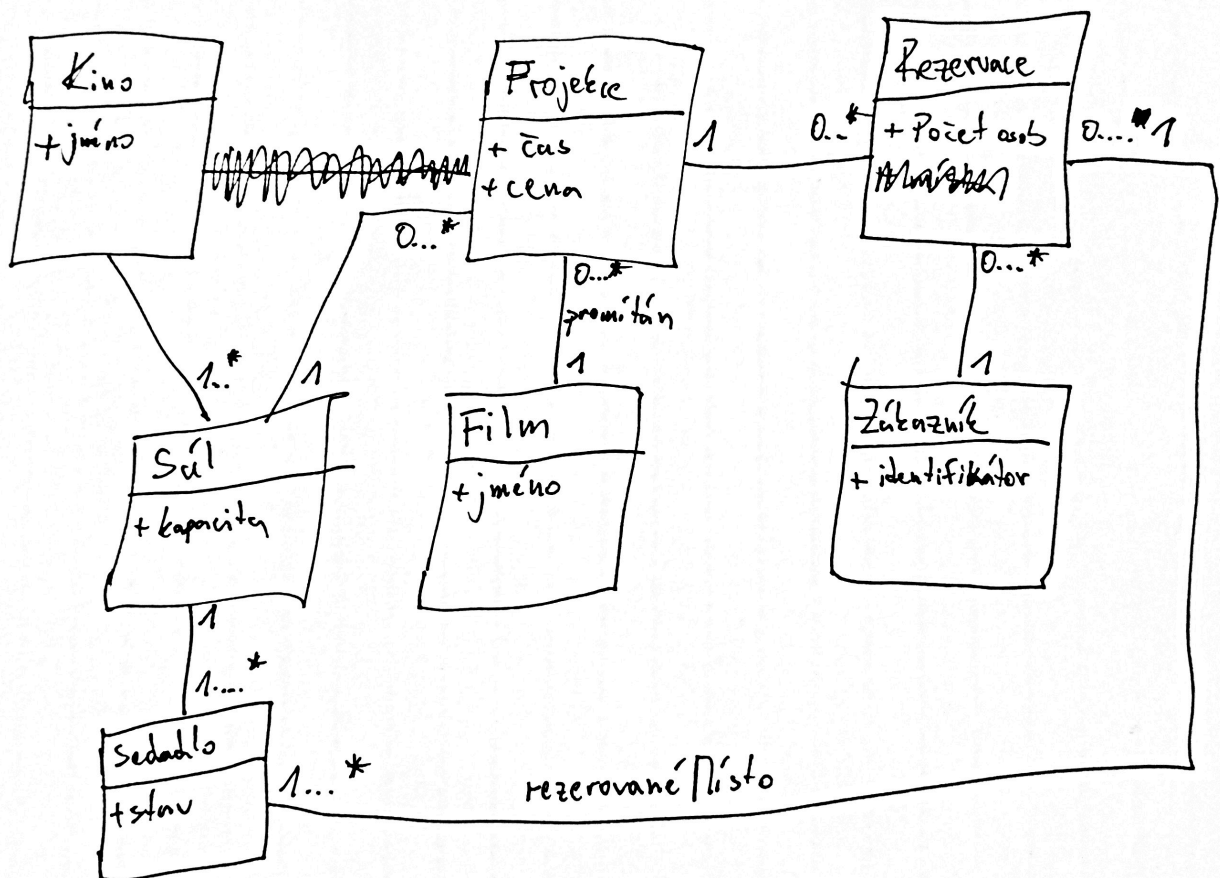 Kino
+ jméno
Projekce
+ čas
+ cena
Rezervace
+ Počet osob
1
0..*
0....1
0...*
0...*
promítán
1
0...*
1
1..*
1
Sál
+ kapacita
Film
+ jméno
Zákazník
+ identifikátor
1
1....*
Sedadlo
+ stav
1...*
rezerované Místo